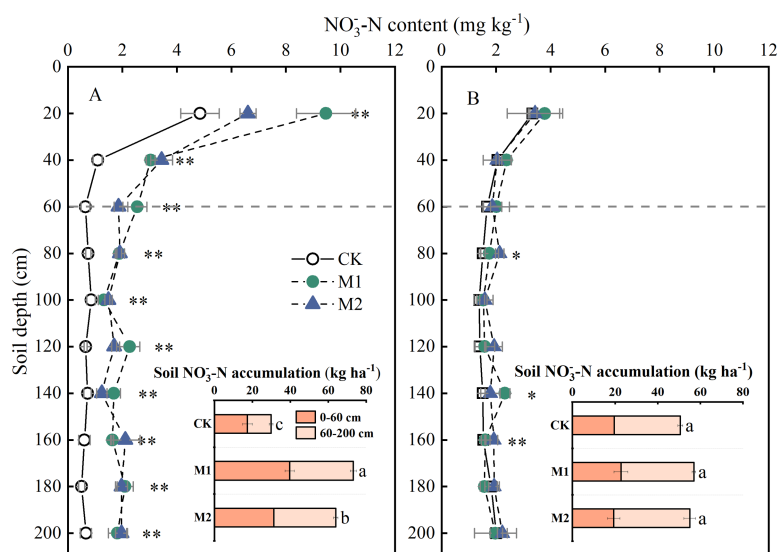 NO₃⁻-N content (mg kg⁻¹)
0 2 4 6 8 10 12 0 2 4 6 8 10 12
0
20
40
60
80
100
120
140
160
180
200
Soil depth (cm)
A
**
**
**
**
**
**
**
**
**
**
CK
M1
M2
Soil NO₃⁻-N accumulation (kg ha⁻¹)
0 20 40 60 80
CK
M1
M2
0-60 cm
60-200 cm
c
a
b
B
*
*
**
Soil NO₃⁻-N accumulation (kg ha⁻¹)
0 20 40 60 80
CK
M1
M2
a
a
a